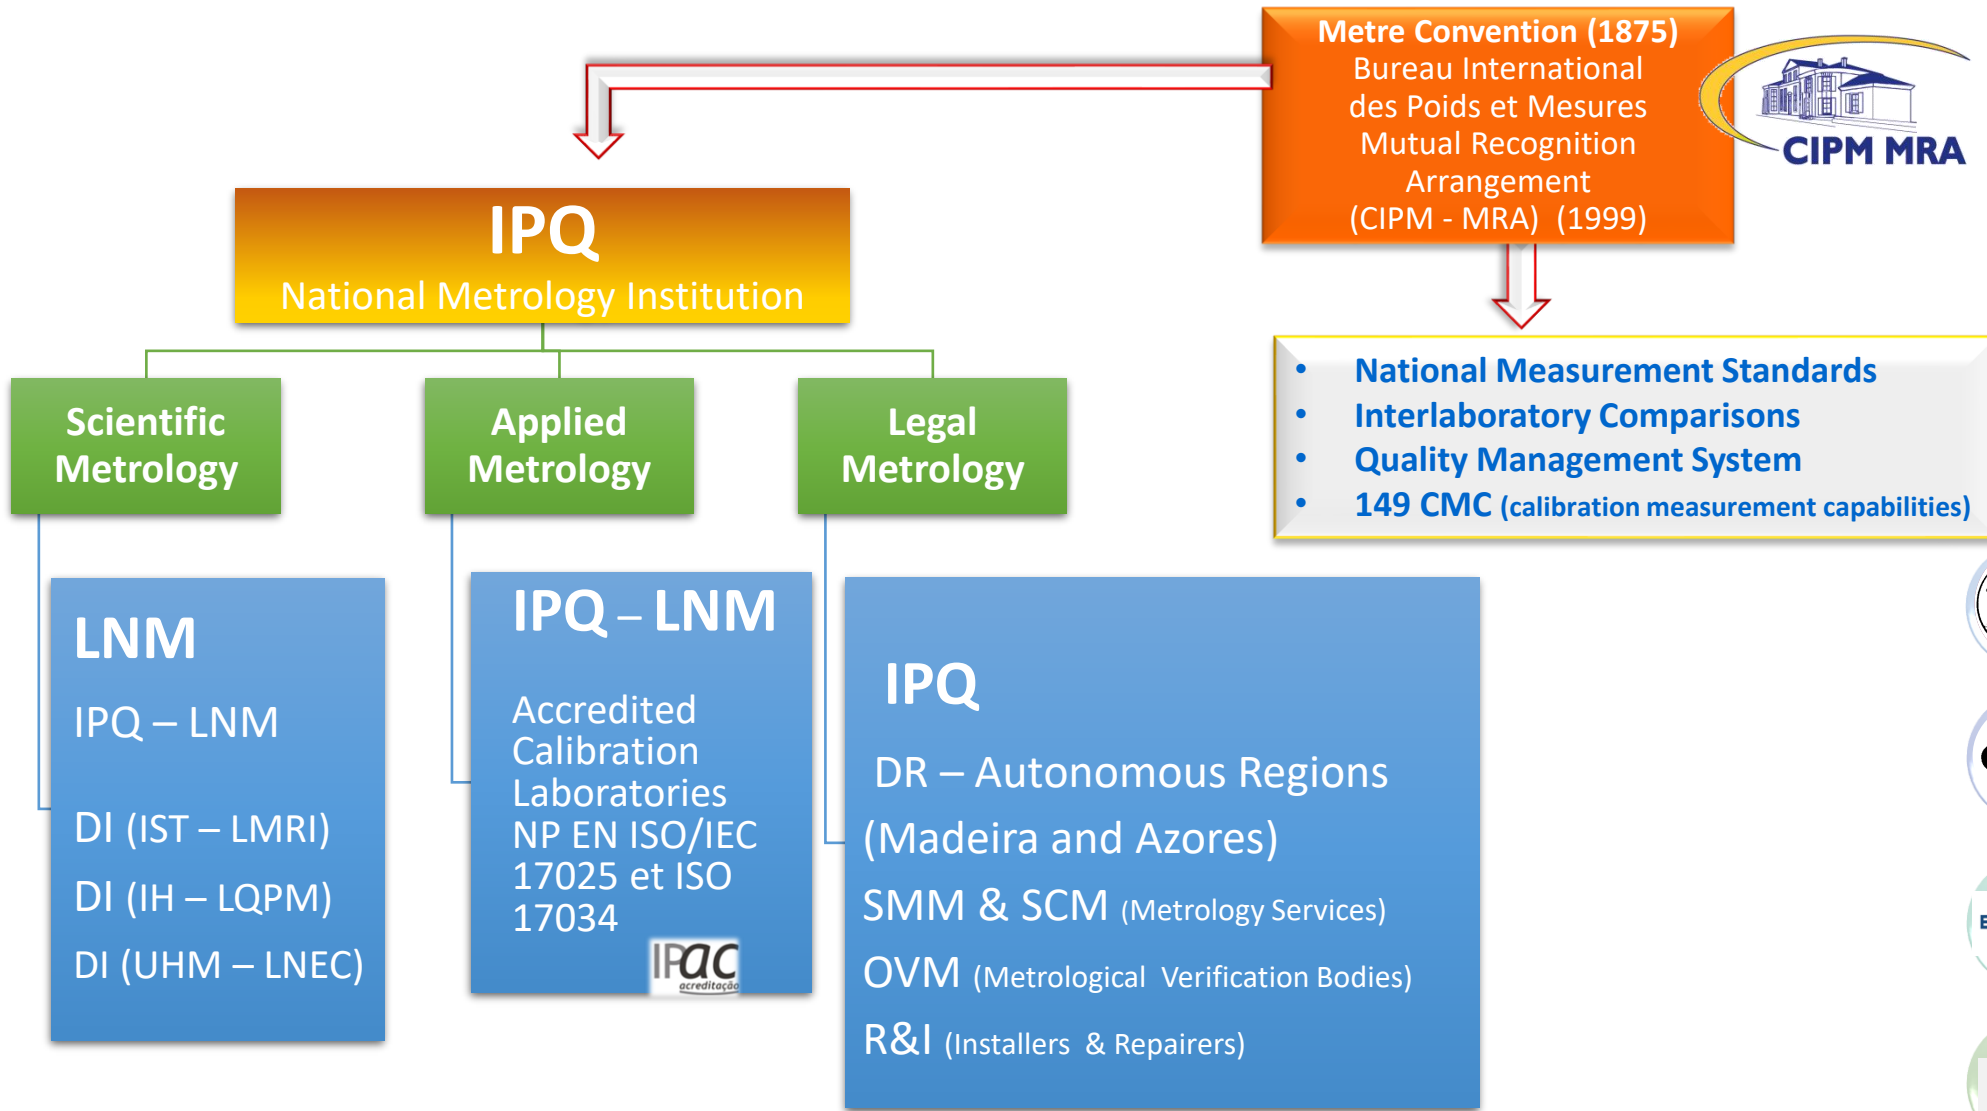 Metre Convention (1875)
Bureau International
des Poids et Mesures
Mutual Recognition
Arrangement
(CIPM - MRA) (1999)
CIPM MRA
IPQ
National Metrology Institution
• National Measurement Standards
• Interlaboratory Comparisons
• Quality Management System
• 149 CMC (calibration measurement capabilities)
Scientific
Metrology
Applied
Metrology
Legal
Metrology
LNM
IPQ – LNM
DI (IST – LMRI)
DI (IH – LQPM)
DI (UHM – LNEC)
IPQ – LNM
Accredited
Calibration
Laboratories
NP EN ISO/IEC
17025 et ISO
17034
IPac
acreditação
IPQ
DR – Autonomous Regions
(Madeira and Azores)
SMM & SCM (Metrology Services)
OVM (Metrological Verification Bodies)
R&I (Installers & Repairers)